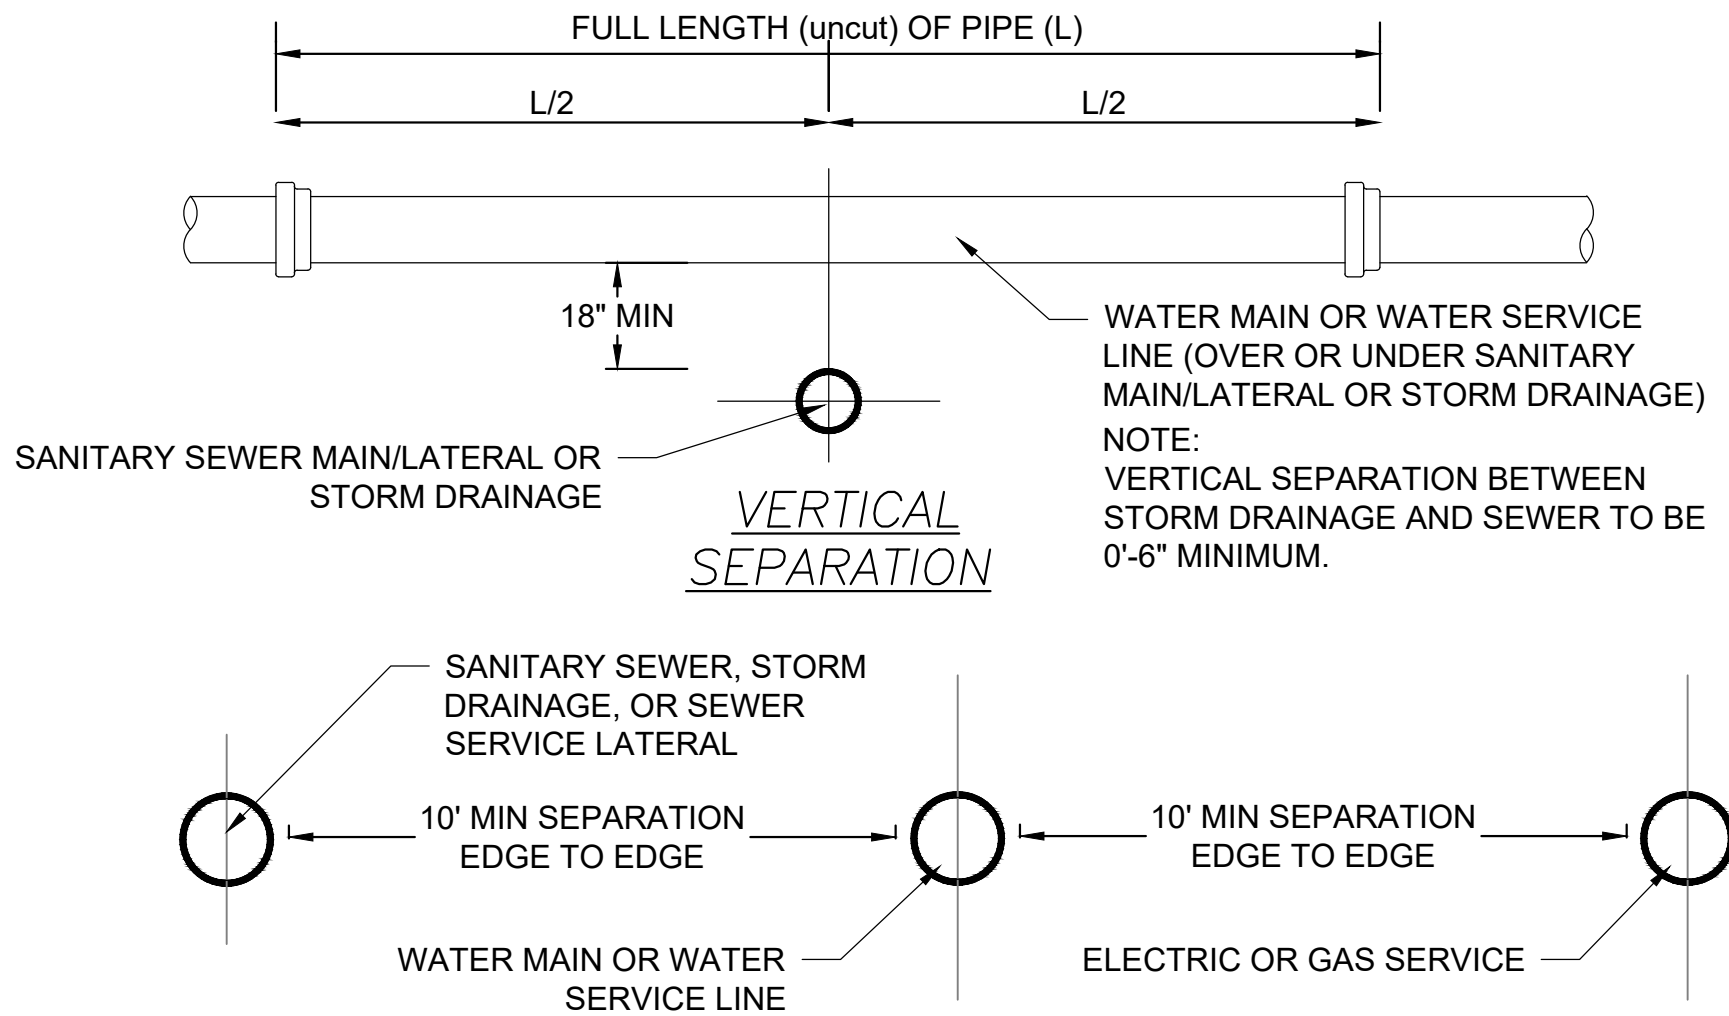 FULL LENGTH (uncut) OF PIPE (L)
L/2
L/2
18" MIN
WATER MAIN OR WATER SERVICE
LINE (OVER OR UNDER SANITARY
MAIN/LATERAL OR STORM DRAINAGE)
NOTE:
VERTICAL SEPARATION BETWEEN
STORM DRAINAGE AND SEWER TO BE
0'-6" MINIMUM.
SANITARY SEWER MAIN/LATERAL OR
STORM DRAINAGE
VERTICAL
SEPARATION
SANITARY SEWER, STORM
DRAINAGE, OR SEWER
SERVICE LATERAL
10' MIN SEPARATION
EDGE TO EDGE
10' MIN SEPARATION
EDGE TO EDGE
WATER MAIN OR WATER
SERVICE LINE
ELECTRIC OR GAS SERVICE